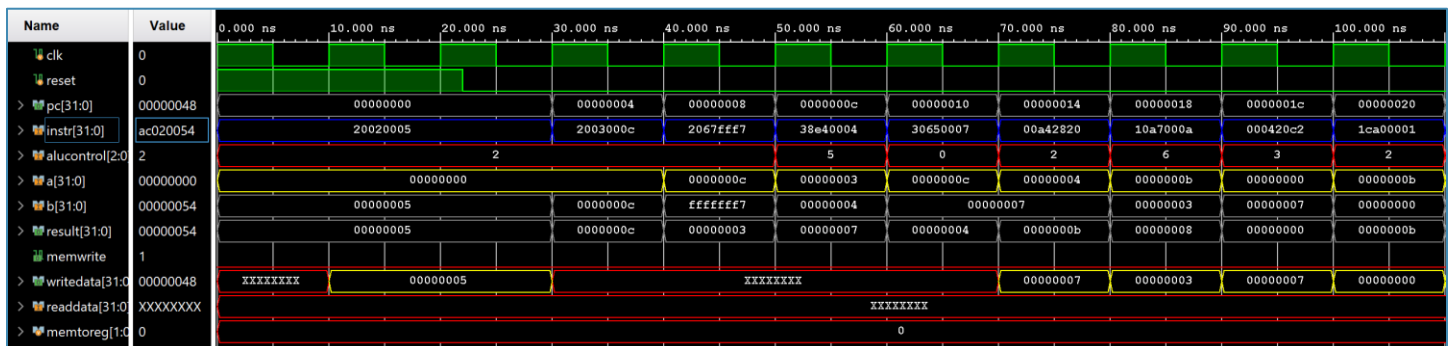 Name Value 0.000 ns 10.000 ns 20.000 ns 30.000 ns 40.000 ns 50.000 ns 60.000 ns 70.000 ns 80.000 ns 90.000 ns 100.000 ns
clk 0
reset 0
pc[31:0] 00000048 00000000 00000004 00000008 0000000c 00000010 00000014 00000018 0000001c 00000020
instr[31:0] ac020054 20020005 2003000c 2067fff7 38e40004 30650007 00a42820 10a7000a 000420c2 1ca00001
alucontrol[2:0 2 2 5 0 2 6 3 2
a[31:0] 00000000 00000000 0000000c 00000003 0000000c 00000004 0000000b 00000000 0000000b
b[31:0] 00000054 00000005 0000000c fffffff7 00000004 00000007 00000003 00000007 00000000
result[31:0] 00000054 00000005 0000000c 00000003 00000007 00000004 0000000b 00000008 00000000 0000000b
memwrite 1
writedata[31:0 00000048 XXXXXXXX 00000005 XXXXXXXX 00000007 00000003 00000007 00000000
readdata[31:0 XXXXXXXX XXXXXXXX
memtoreg[1:0 0 0